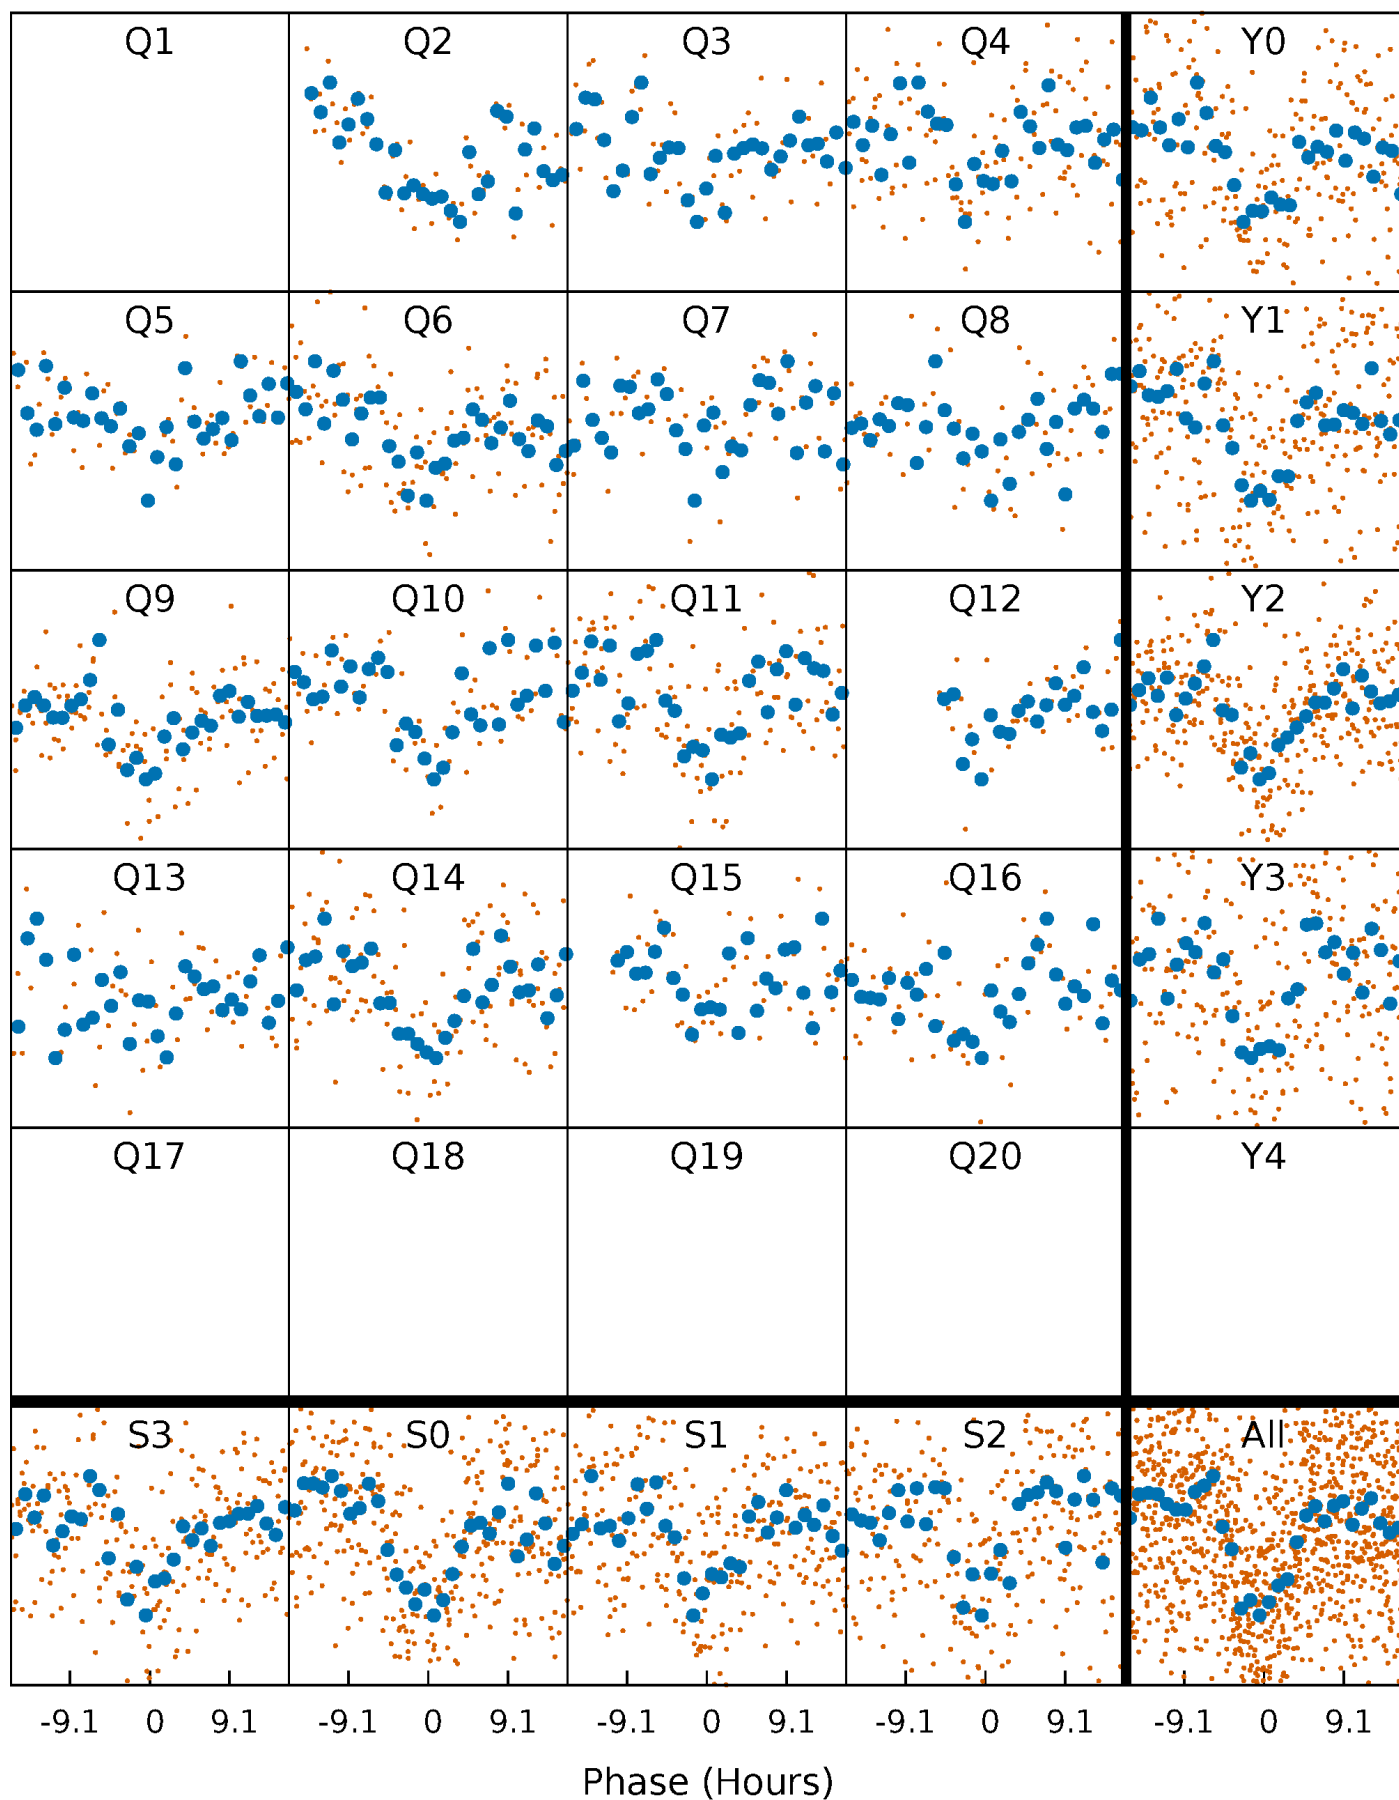 Q1 Q2 Q3 Q4 Y0
Q5 Q6 Q7 Q8 Y1
Q9 Q10 Q11 Q12 Y2
Q13 Q14 Q15 Q16 Y3
Q17 Q18 Q19 Q20 Y4
S3 S0 S1 S2 All
-9.1 0 9.1 -9.1 0 9.1 -9.1 0 9.1 -9.1 0 9.1 -9.1 0 9.1
Phase (Hours)